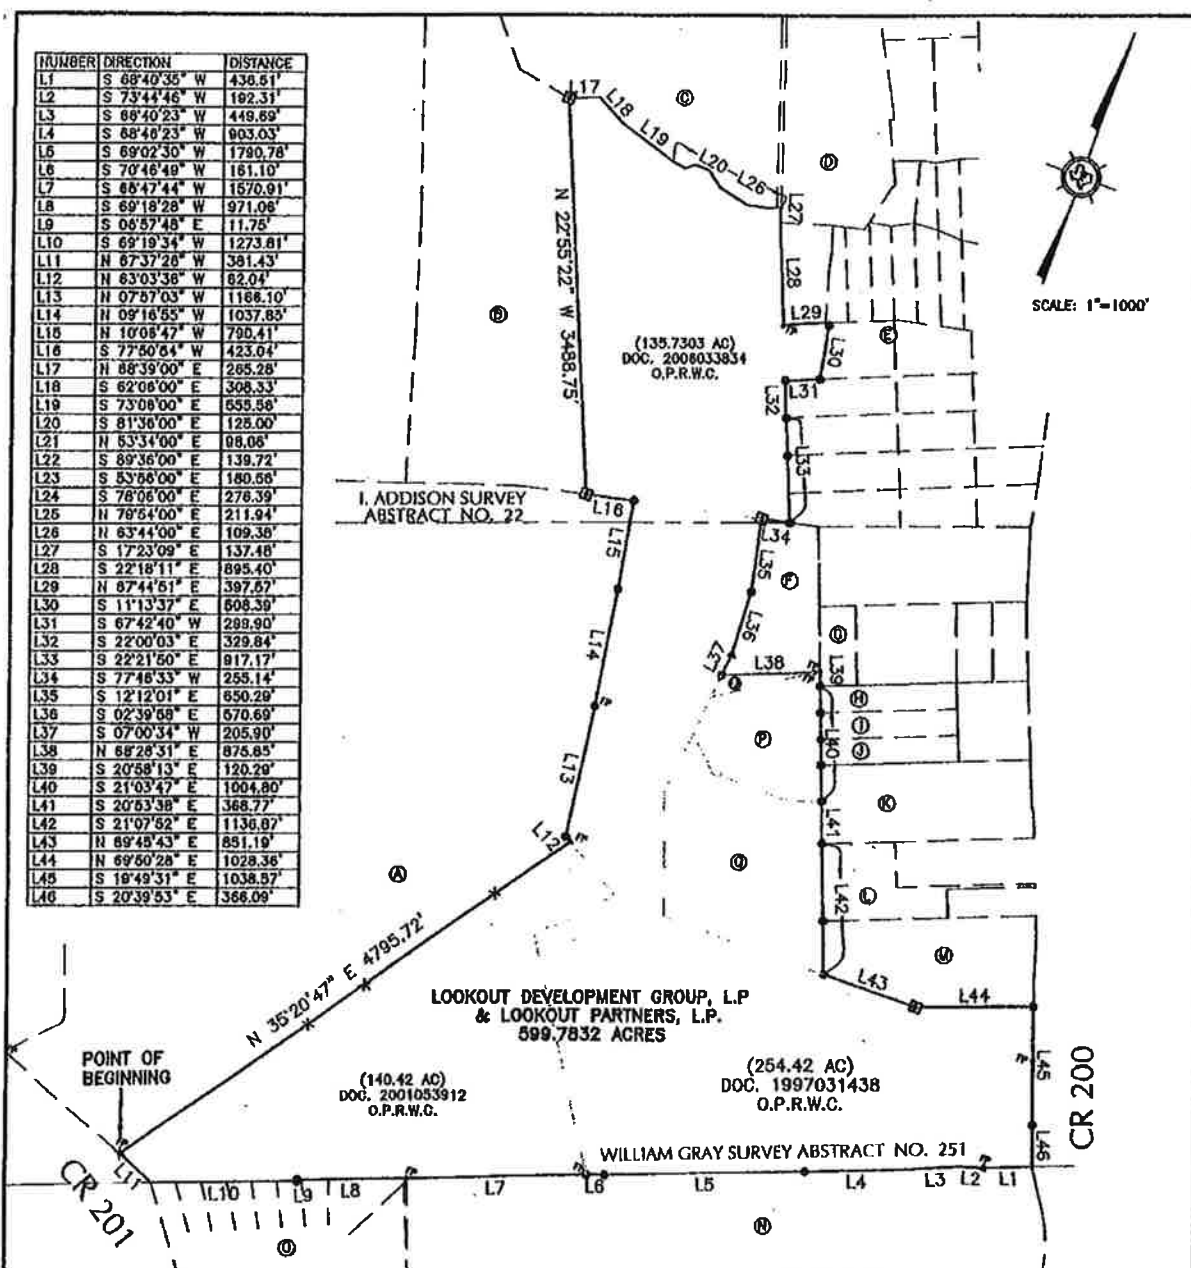 NUMBER DIRECTION DISTANCE
L1 S 68°40'35" W 436.51'
L2 S 73°44'46" W 192.31'
L3 S 68°40'23" W 449.69'
L4 S 68°46'23" W 903.03'
L5 S 69°02'30" W 1790.78'
L6 S 70°46'49" W 161.10'
L7 S 68°47'44" W 1570.91'
L8 S 69°18'28" W 971.06'
L9 S 06°57'48" E 11.75'
L10 S 69°19'34" W 1273.81'
L11 N 67°37'26" W 381.43'
L12 N 63°03'36" W 62.04'
L13 N 07°57'03" W 1166.10'
L14 N 09°16'55" W 1037.85'
L15 N 10°08'47" W 790.41'
L16 S 77°50'54" W 423.04'
L17 N 68°39'00" E 265.28'
L18 S 62°06'00" E 308.33'
L19 S 73°06'00" E 555.56'
L20 S 81°36'00" E 125.00'
L21 N 53°34'00" E 98.06'
L22 S 89°36'00" E 139.72'
L23 S 53°56'00" E 180.56'
L24 S 78°06'00" E 276.39'
L25 N 79°54'00" E 211.94'
L26 N 63°44'00" E 109.38'
L27 S 17°23'09" E 137.48'
L28 S 22°18'11" E 895.40'
L29 N 67°44'51" E 397.57'
L30 S 11°13'37" E 508.39'
L31 S 67°42'40" W 299.90'
L32 S 22°00'03" E 329.84'
L33 S 22°21'50" E 917.17'
L34 S 77°46'33" W 255.14'
L35 S 12°12'01" E 650.29'
L36 S 02°39'58" E 570.69'
L37 S 07°00'34" W 205.90'
L38 N 68°28'31" E 875.85'
L39 S 20°58'13" E 120.29'
L40 S 21°03'47" E 1004.80'
L41 S 20°53'38" E 368.77'
L42 S 21°07'52" E 1136.87'
L43 N 89°45'43" E 851.19'
L44 N 69°50'28" E 1028.36'
L45 S 19°49'31" E 1038.57'
L46 S 20°39'53" E 366.09'
L17
L18
L19
L20-L26
L27
C
D
N 22°55'22" W 3488.75'
L28
L29
SCALE: 1"=1000'
B
(135.7303 AC)
DOC. 2006033834
O.P.R.W.C.
E
L30
L31
L32
L33
I. ADDISON SURVEY
ABSTRACT NO. 22
L16
L15
L34
L35
F
L14
L36
L37
L38
L39
H
I
J
L40
P
L13
K
L41
L12
A
Q
L42
L
N 35°20'47" E 4795.72'
M
L43
L44
LOOKOUT DEVELOPMENT GROUP, L.P
& LOOKOUT PARTNERS, L.P.
599.7832 ACRES
POINT OF
BEGINNING
(140.42 AC)
DOC. 2001053912
O.P.R.W.C.
(254.42 AC)
DOC. 1997031438
O.P.R.W.C.
L45
CR 200
L46
WILLIAM GRAY SURVEY ABSTRACT NO. 251
L11
CR 201
L10
L9
L8
L7
L6
L5
L4
L3
L2
L1
O
N